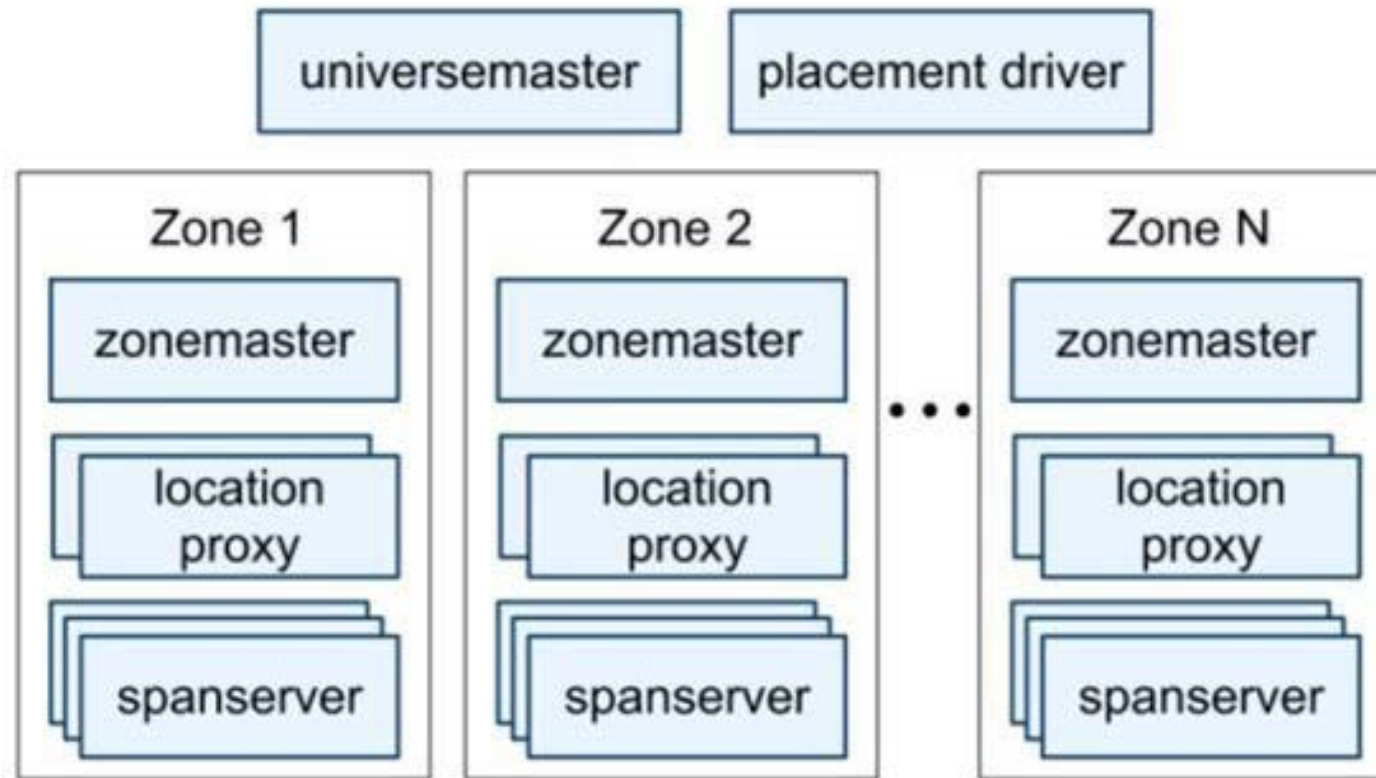 universemaster
placement driver
Zone 1
zonemaster
location
proxy
spanserver
Zone 2
zonemaster
location
proxy
spanserver
...
Zone N
zonemaster
location
proxy
spanserver